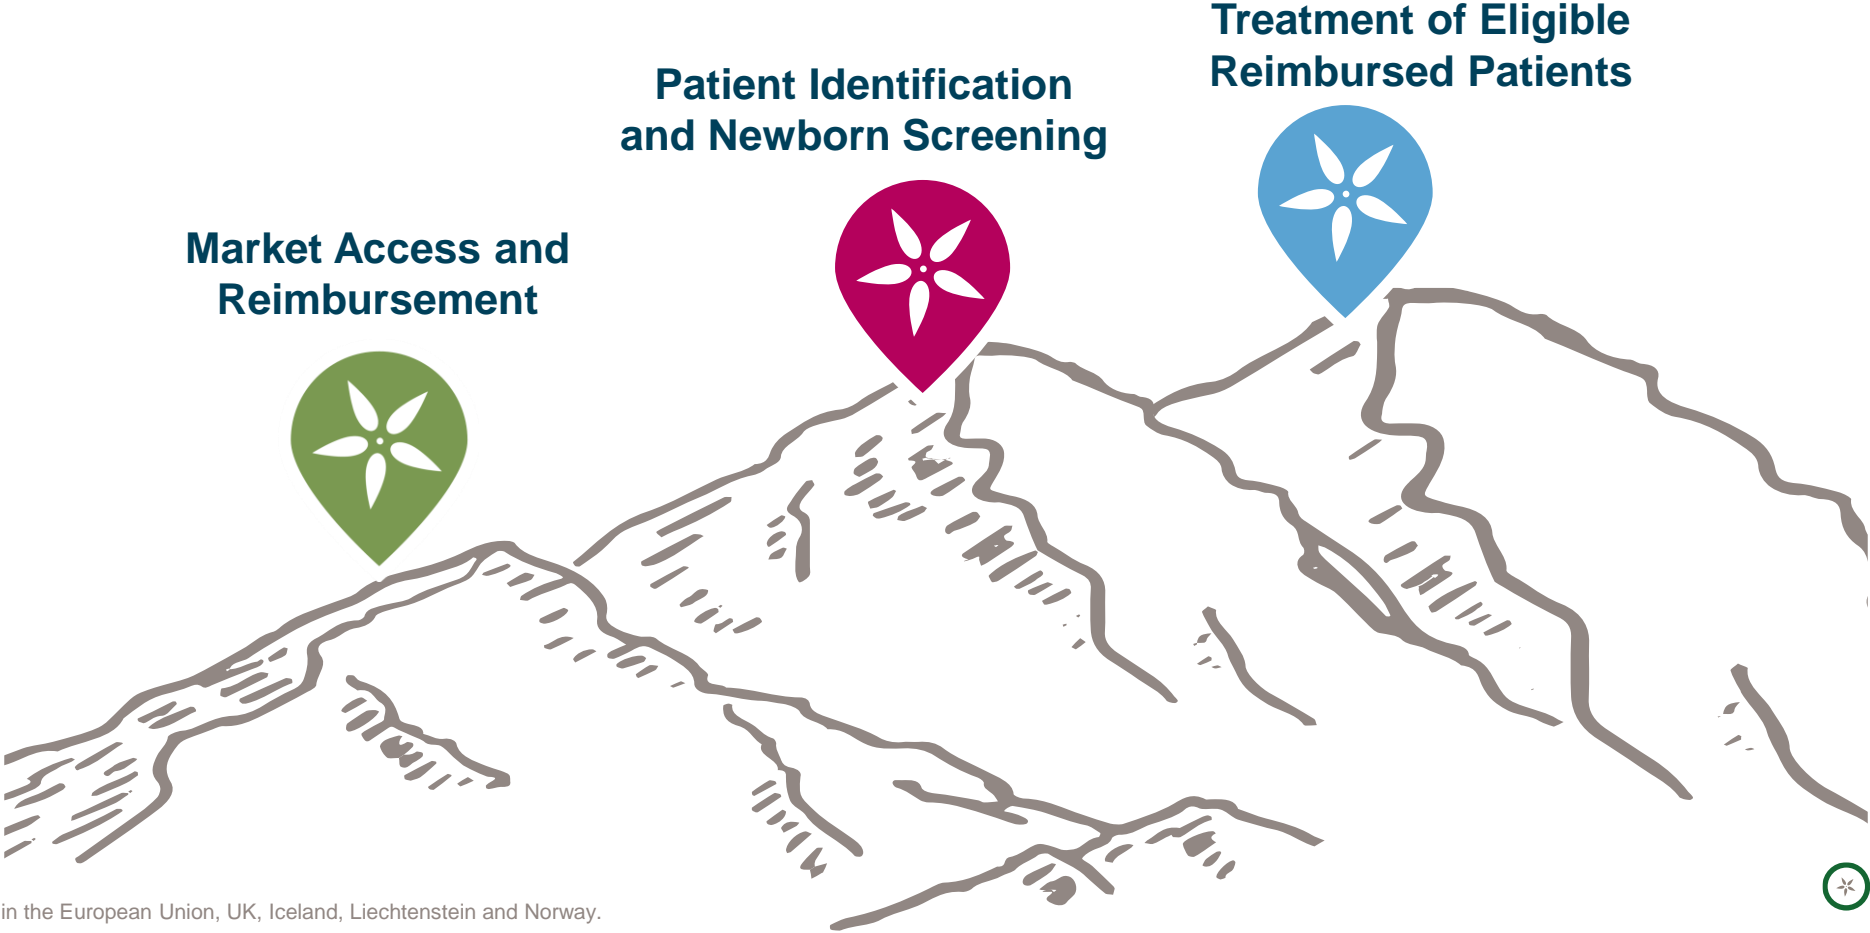 Treatment of Eligible
Reimbursed Patients
Patient Identification
and Newborn Screening
Market Access and
Reimbursement
in the European Union, UK, Iceland, Liechtenstein and Norway.